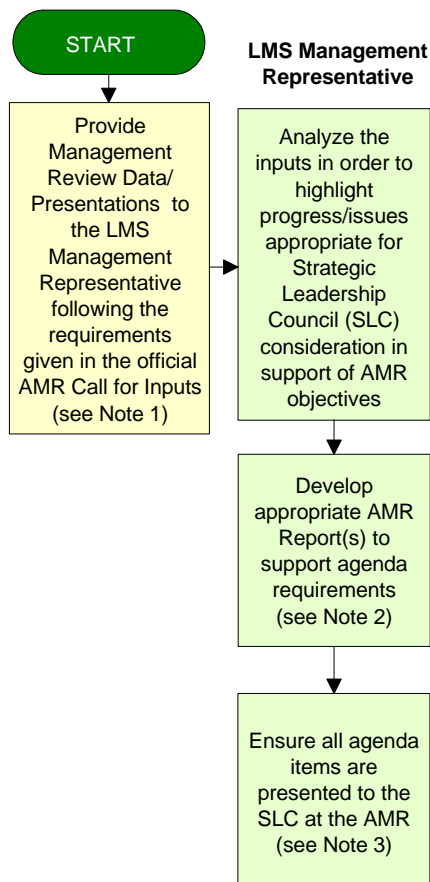 START
LMS Management
Representative
Provide
Management
Review Data/
Presentations to
the LMS
Management
Representative
following the
requirements
given in the official
AMR Call for Inputs
(see Note 1)
Analyze the
inputs in order to
highlight
progress/issues
appropriate for
Strategic
Leadership
Council (SLC)
consideration in
support of AMR
objectives
Develop
appropriate AMR
Report(s) to
support agenda
requirements
(see Note 2)
Ensure all agenda
items are
presented to the
SLC at the AMR
(see Note 3)